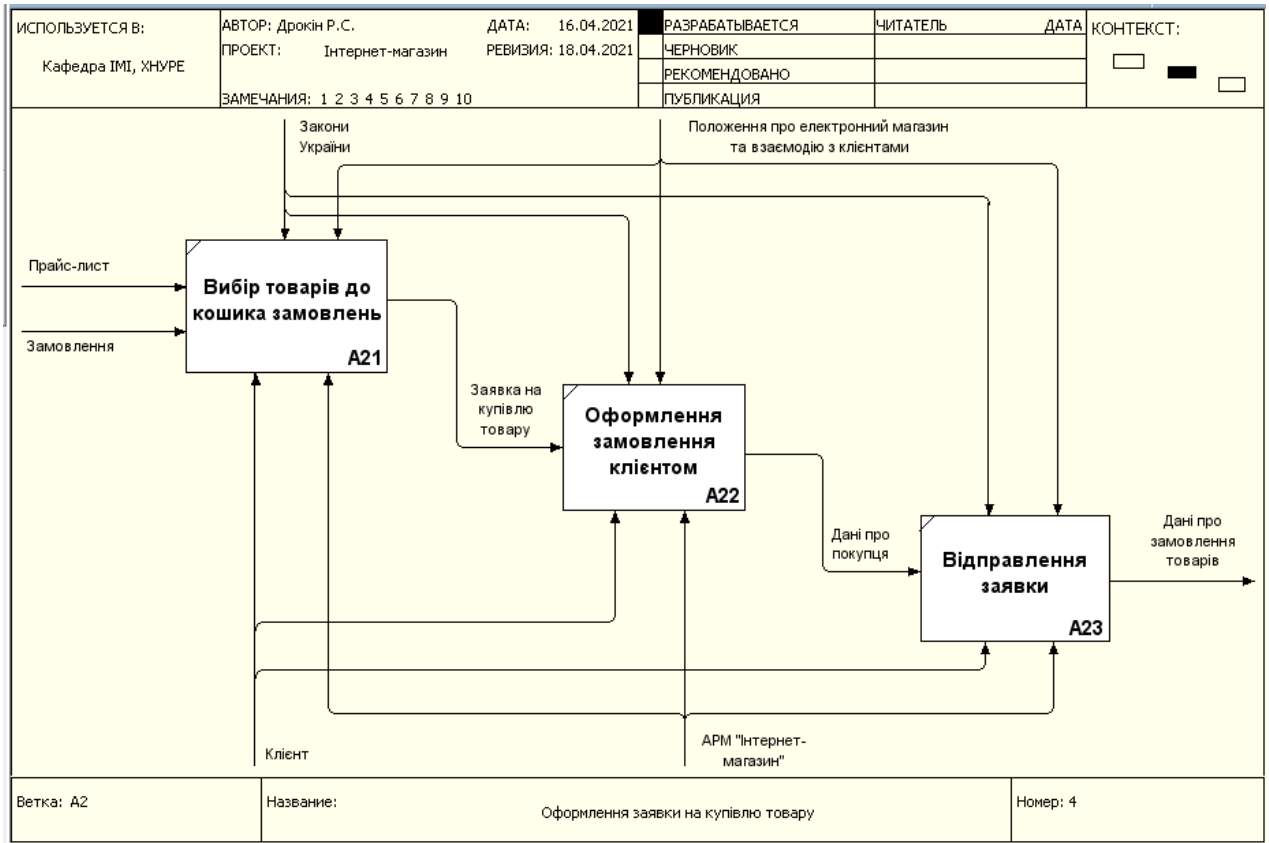 ИСПОЛЬЗУЕТСЯ В:
Кафедра ІМІ, ХНУРЕ
АВТОР: Дрокін Р.С.
ДАТА: 16.04.2021
ПРОЕКТ: Інтернет-магазин
РЕВИЗИЯ: 18.04.2021
ЗАМЕЧАНИЯ: 1 2 3 4 5 6 7 8 9 10
РАЗРАБАТЫВАЕТСЯ
ЧЕРНОВИК
РЕКОМЕНДОВАНО
ПУБЛИКАЦИЯ
ЧИТАТЕЛЬ
ДАТА
КОНТЕКСТ:
Закони
України
Положення про електронний магазин
та взаємодію з клієнтами
Прайс-лист
Замовлення
Вибір товарів до
кошика замовлень
А21
Заявка на
купівлю
товару
Оформлення
замовлення
клієнтом
А22
Дані про
покупця
Відправлення
заявки
А23
Дані про
замовлення
товарів
Клієнт
АРМ "Інтернет-
магазин"
Ветка: А2
Название:
Оформлення заявки на купівлю товару
Номер: 4